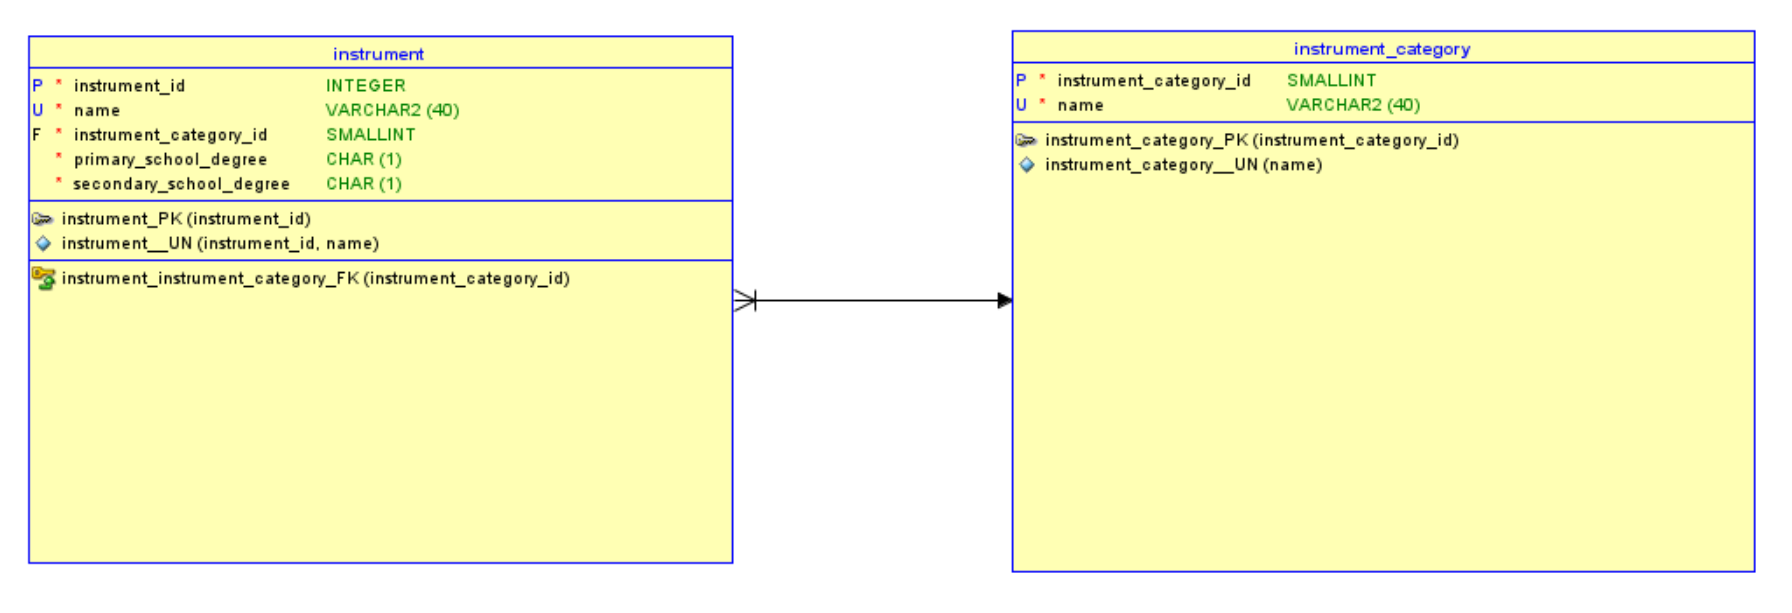 instrument
P * instrument_id INTEGER
U * name VARCHAR2 (40)
F * instrument_category_id SMALLINT
* primary_school_degree CHAR (1)
* secondary_school_degree CHAR (1)
instrument_PK (instrument_id)
instrument__UN (instrument_id, name)
instrument_instrument_category_FK (instrument_category_id)
instrument_category
P * instrument_category_id SMALLINT
U * name VARCHAR2 (40)
instrument_category_PK (instrument_category_id)
instrument_category__UN (name)